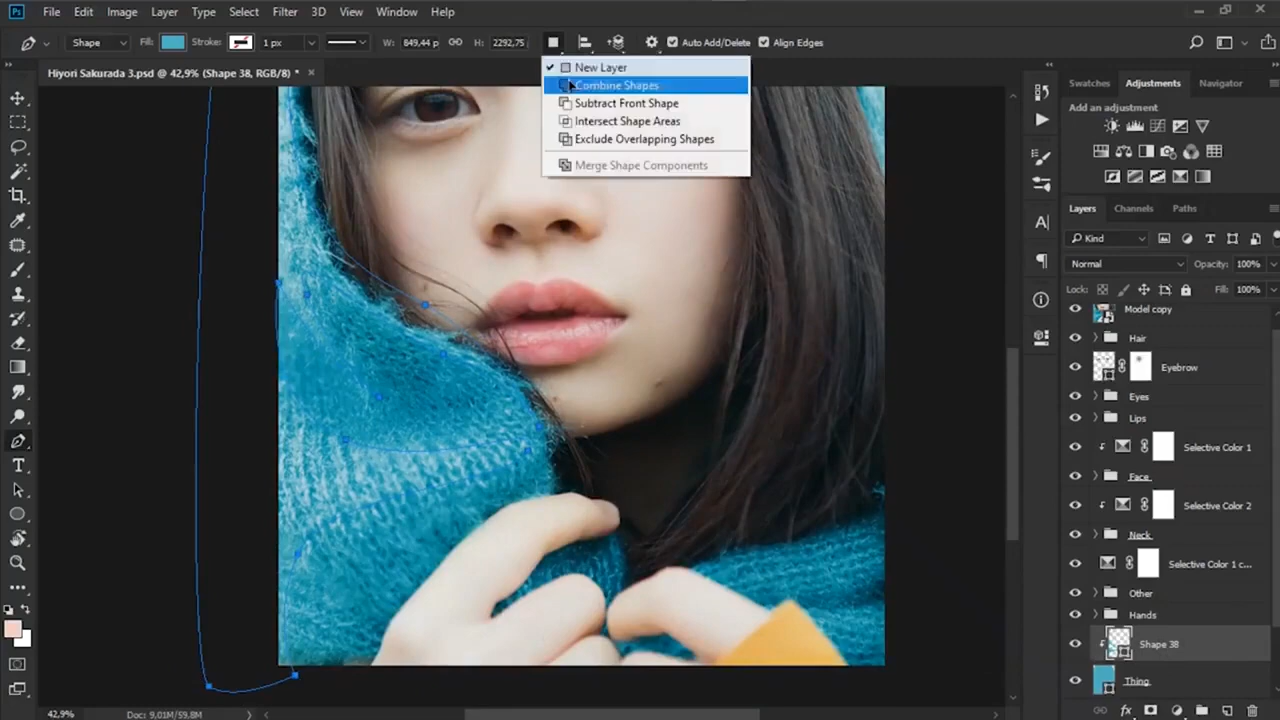 Ps File Edit Image Layer Type Select Filter 3D View Window Help
Shape Fill: Stroke: 1 px W: 849,44 p H: 2292,75 Auto Add/Delete Align Edges
Hiyori Sakurada 3.psd @ 42,9% (Shape 38, RGB/8) *
New Layer
Combine Shapes
Subtract Front Shape
Intersect Shape Areas
Exclude Overlapping Shapes
Merge Shape Components
Swatches Adjustments Navigator
Add an adjustment
Layers Channels Paths
Kind
Normal Opacity: 100%
Lock: Fill: 100%
Model copy
Hair
Eyebrow
Eyes
Lips
Selective Color 1
Face
Selective Color 2
Neck
Selective Color 1 c...
Other
Hands
Shape 38
Thing
42,9% Doc: 9,01M/59,8M